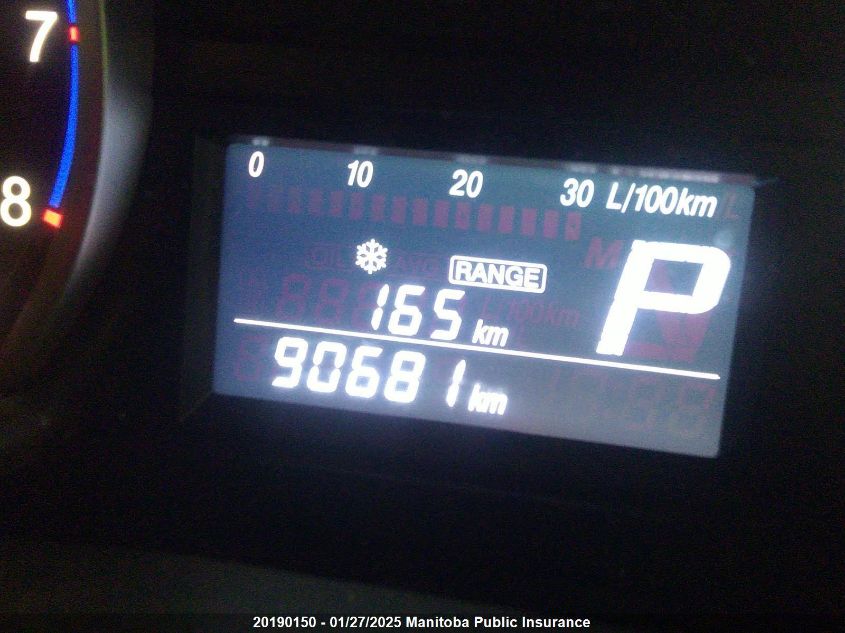 7
8
0 10 20 30 L/100km
RANGE
165 km
P
90681 km
20190150 - 01/27/2025 Manitoba Public Insurance